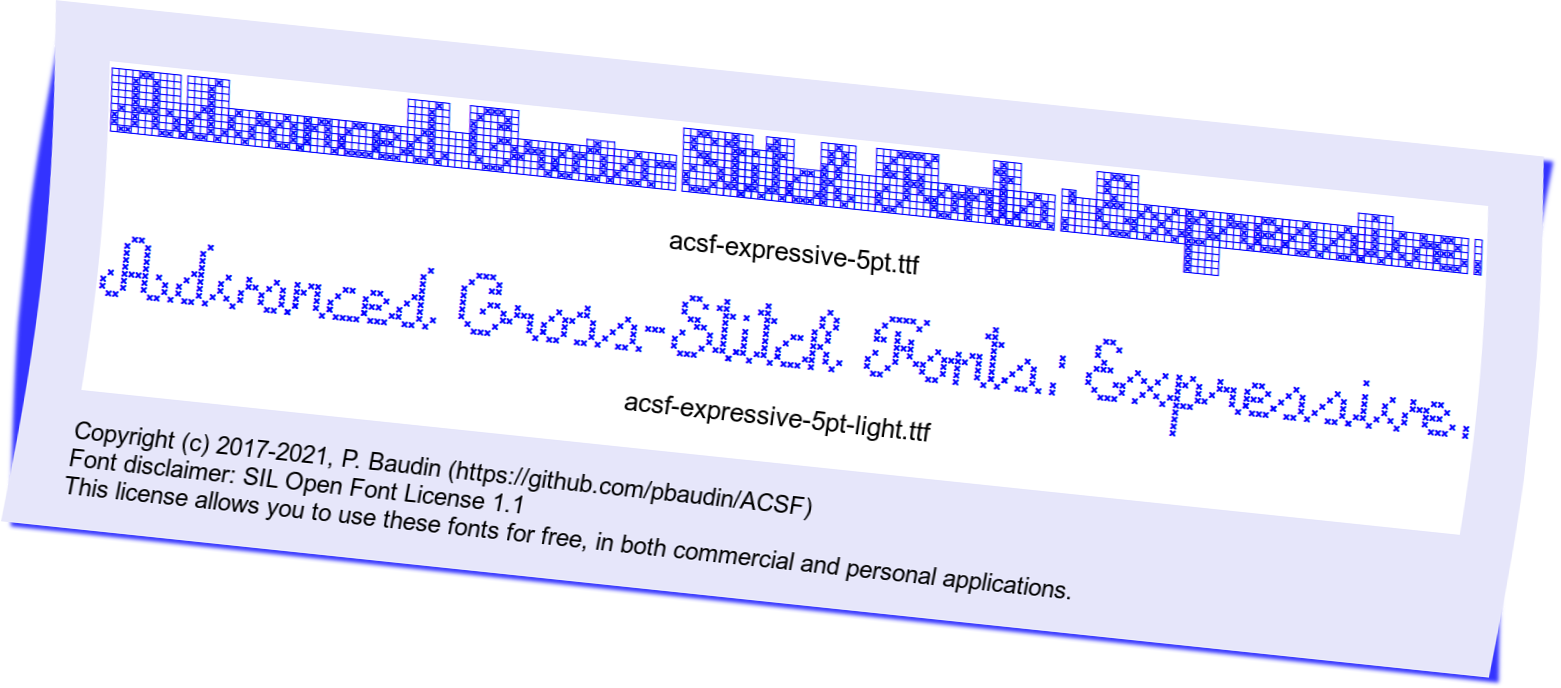 Advanced Cross-Stitch Fonts: Expressive.
acsf-expressive-5pt.ttf
Advanced Cross-Stitch Fonts: Expressive.
acsf-expressive-5pt-light.ttf
Copyright (c) 2017-2021, P. Baudin (https://github.com/pbaudin/ACSF)
Font disclaimer: SIL Open Font License 1.1
This license allows you to use these fonts for free, in both commercial and personal applications.